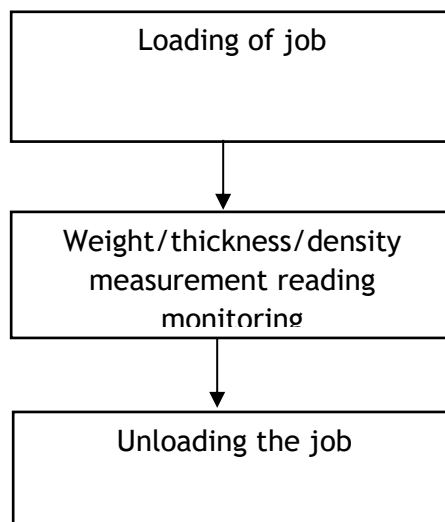 Loading of job
Weight/thickness/density
measurement reading
monitoring
Unloading the job